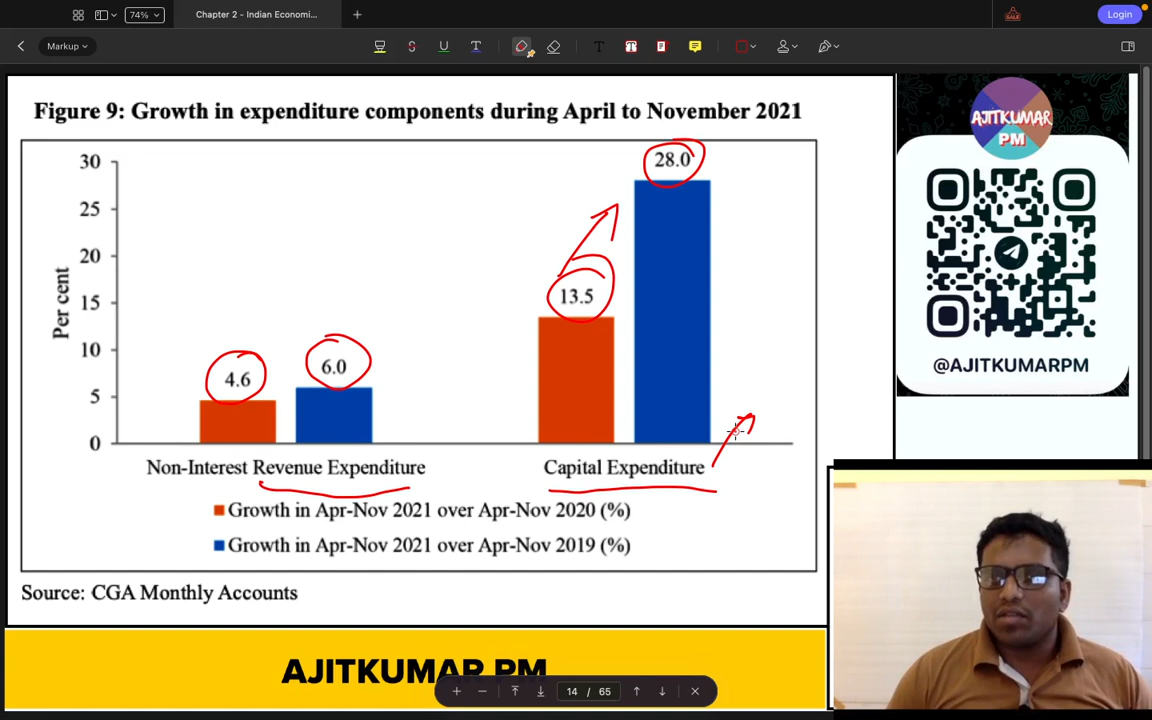 74%
Chapter 2 - Indian Economi...
SALE
Login
Markup
Figure 9: Growth in expenditure components during April to November 2021
Per cent
30
25
20
15
10
5
0
4.6
6.0
13.5
28.0
Non-Interest Revenue Expenditure
Capital Expenditure
Growth in Apr-Nov 2021 over Apr-Nov 2020 (%)
Growth in Apr-Nov 2021 over Apr-Nov 2019 (%)
Source: CGA Monthly Accounts
AJITKUMAR PM
14 / 65
AJITKUMAR
PM
@AJITKUMARPM